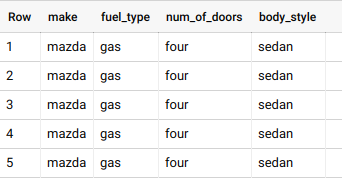 Row make fuel_type num_of_doors body_style
1 mazda gas four sedan
2 mazda gas four sedan
3 mazda gas four sedan
4 mazda gas four sedan
5 mazda gas four sedan